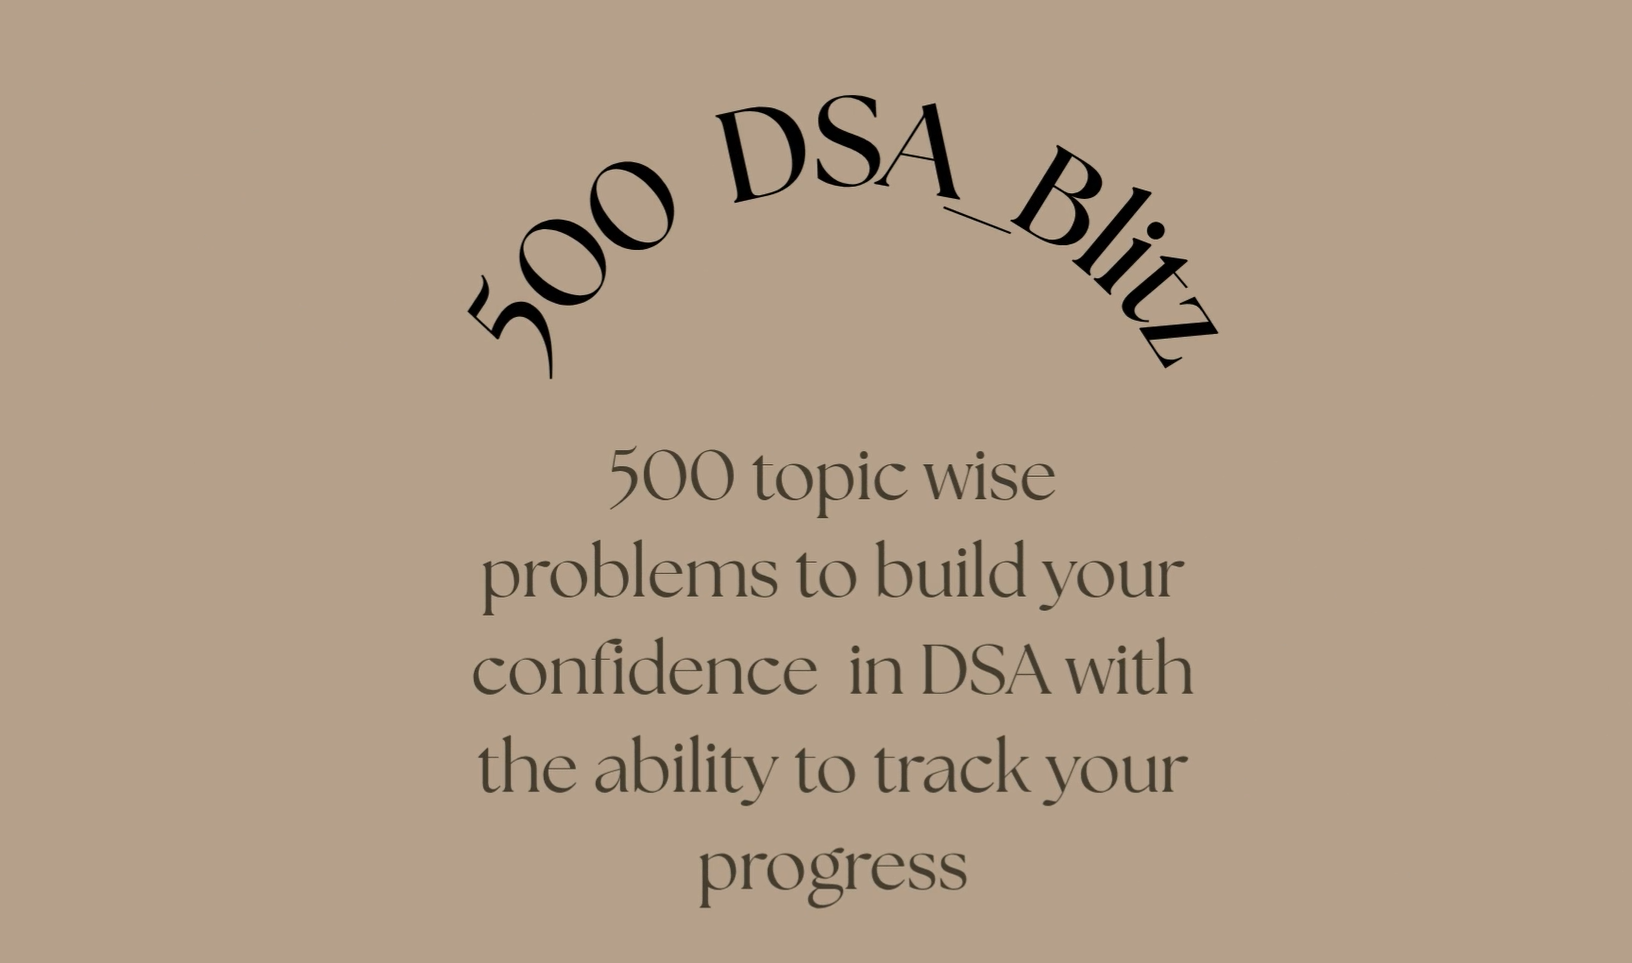 500 DSA_Blitz
500 topic wise
problems to build your
confidence  in DSA with
the ability to track your
progress